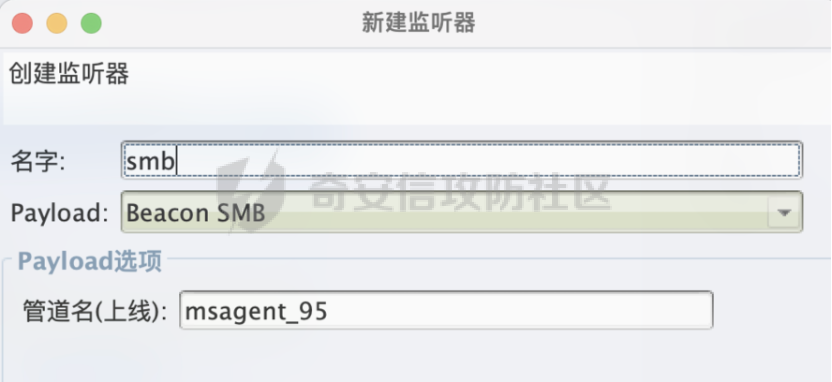 新建监听器
创建监听器
名字: smb
奇安信攻防社区
Payload: Beacon SMB
Payload选项
管道名(上线): msagent_95